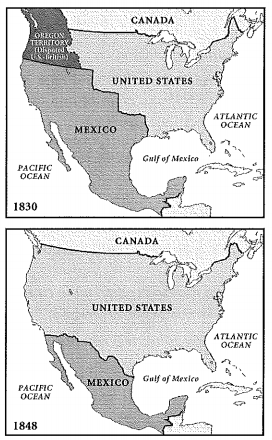 CANADA
OREGON
TERRITORY
(Disputed
U.S.-British)
UNITED STATES
MEXICO
ATLANTIC
OCEAN
Gulf of Mexico
PACIFIC
OCEAN
1830
CANADA
UNITED STATES
ATLANTIC
OCEAN
MEXICO
Gulf of Mexico
PACIFIC
OCEAN
1848